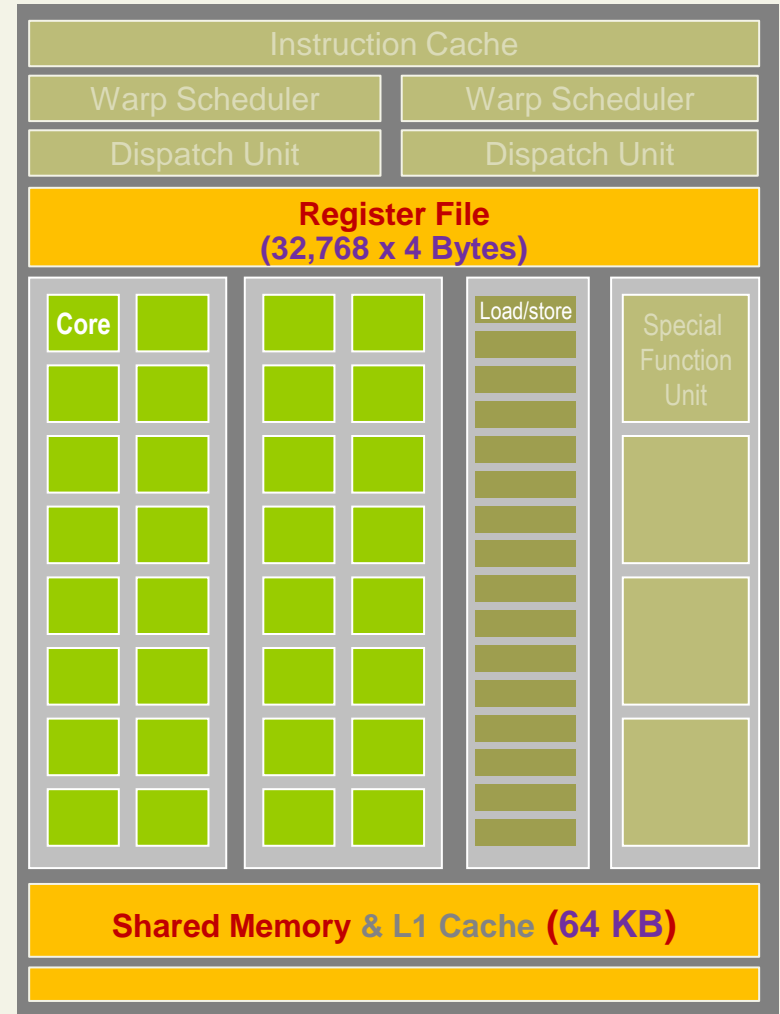 Instruction Cache
Warp Scheduler
Warp Scheduler
Dispatch Unit
Dispatch Unit
Register File
(32,768 x 4 Bytes)
Core
Load/store
Special
Function
Unit
Shared Memory & L1 Cache (64 KB)